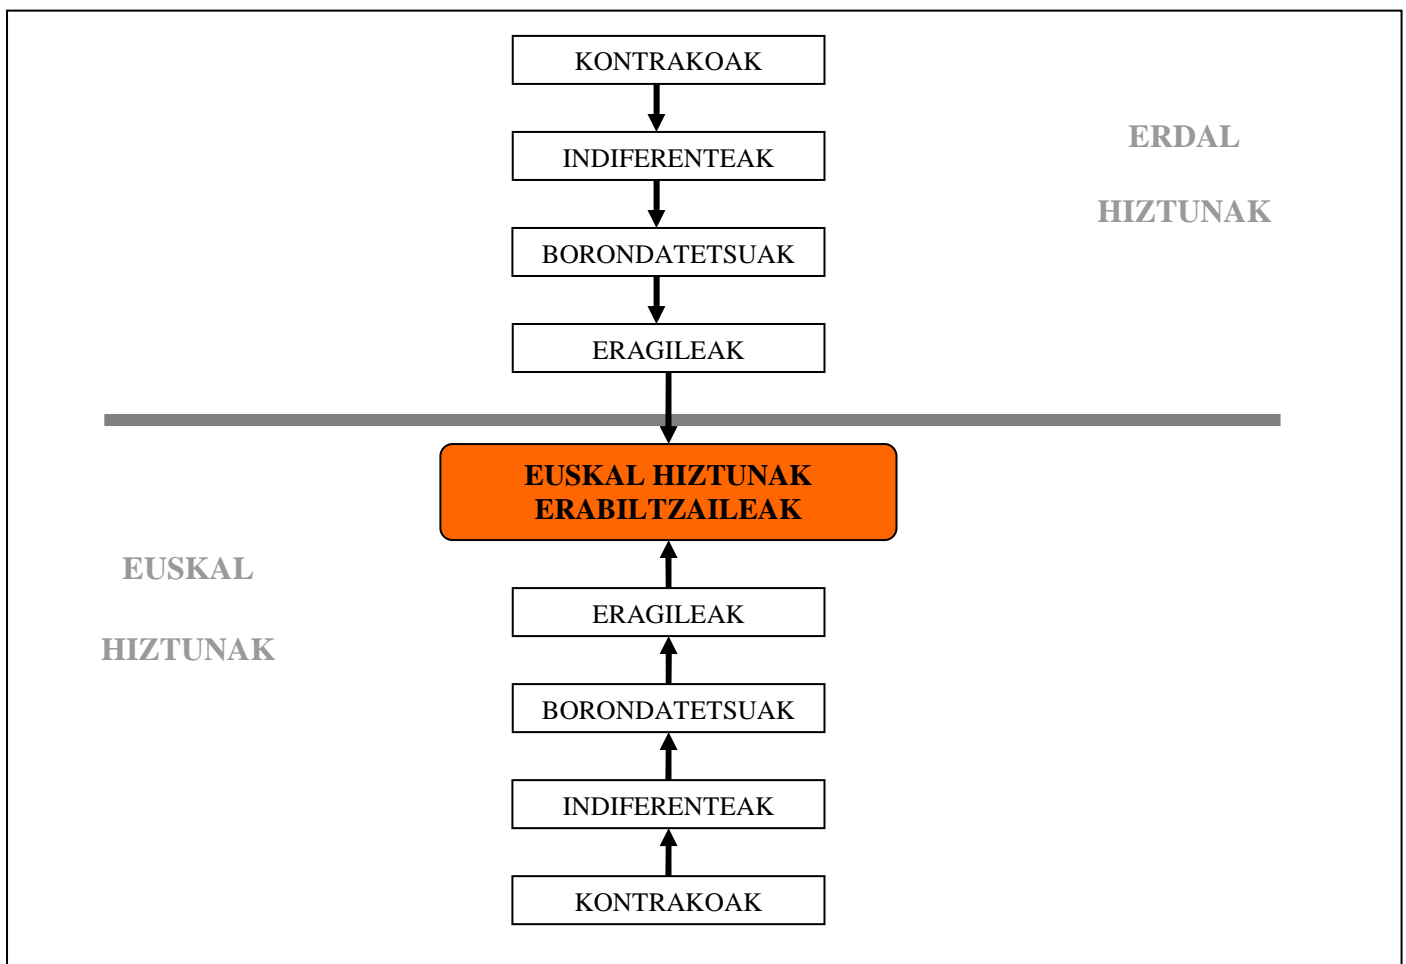 KONTRAKOAK
ERDAL
INDIFERENTEAK
HIZTUNAK
BORONDATETSUAK
ERAGILEAK
EUSKAL HIZTUNAK
ERABILTZAILEAK
EUSKAL
ERAGILEAK
HIZTUNAK
BORONDATETSUAK
INDIFERENTEAK
KONTRAKOAK